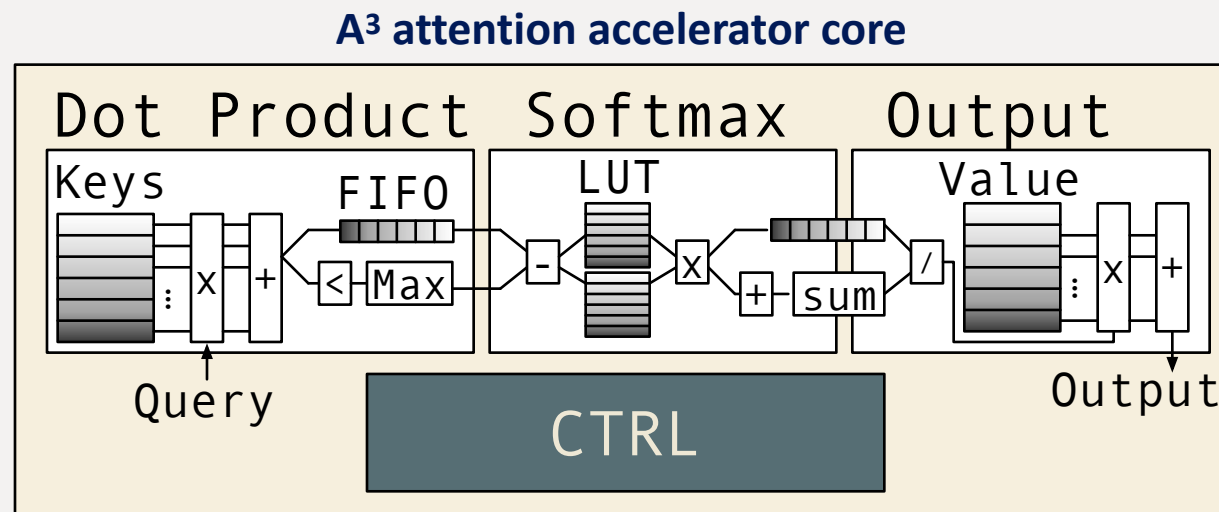 A³ attention accelerator core
Dot Product
Softmax
Output
Keys
FIFO
LUT
Value
x
+
<
Max
-
x
+
sum
/
x
+
⋮
⋮
Query
Output
CTRL